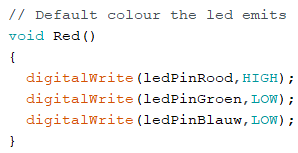 // Default colour the led emits
void Red()
{
  digitalWrite(ledPinRood,HIGH);
  digitalWrite(ledPinGroen,LOW);
  digitalWrite(ledPinBlauw,LOW);
}